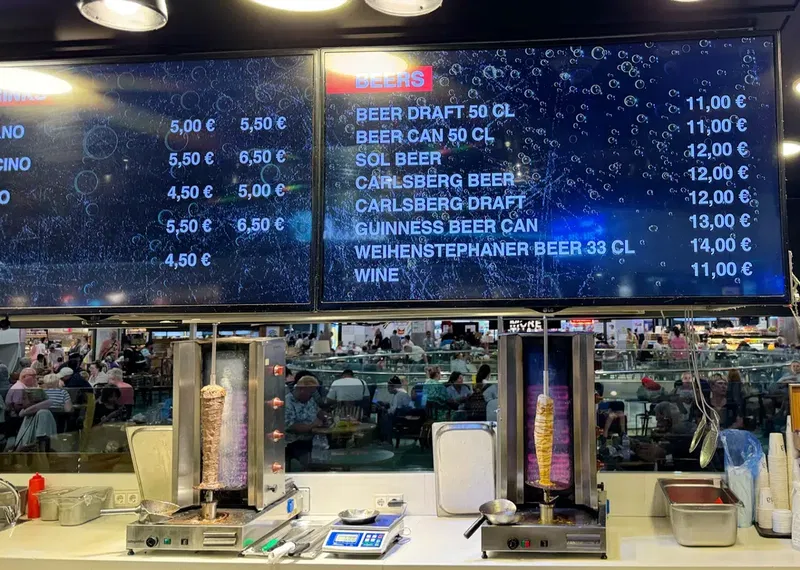 ANO 5,00 € 5,50 €
CINO 5,50 € 6,50 €
O 4,50 € 5,00 €
5,50 € 6,50 €
4,50 €
BEERS
BEER DRAFT 50 CL 11,00 €
BEER CAN 50 CL 11,00 €
SOL BEER 12,00 €
CARLSBERG BEER 12,00 €
CARLSBERG DRAFT 12,00 €
GUINNESS BEER CAN 13,00 €
WEIHENSTEPHANER BEER 33 CL 14,00 €
WINE 11,00 €